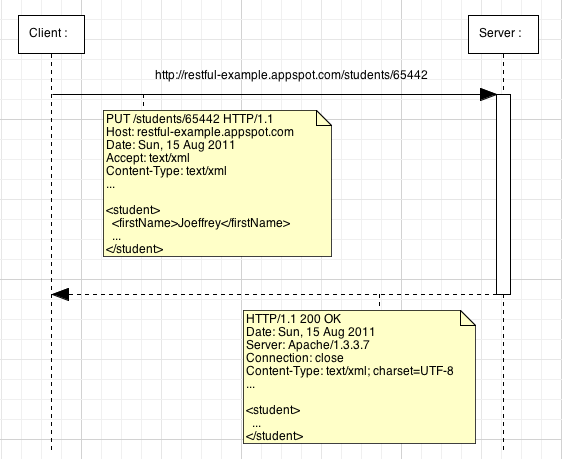 Client :
Server :
http://restful-example.appspot.com/students/65442
PUT /students/65442 HTTP/1.1
Host: restful-example.appspot.com
Date: Sun, 15 Aug 2011
Accept: text/xml
Content-Type: text/xml
...
<student>
<firstName>Joeffrey</firstName>
...
</student>
HTTP/1.1 200 OK
Date: Sun, 15 Aug 2011
Server: Apache/1.3.3.7
Connection: close
Content-Type: text/xml; charset=UTF-8
...
<student>
...
</student>